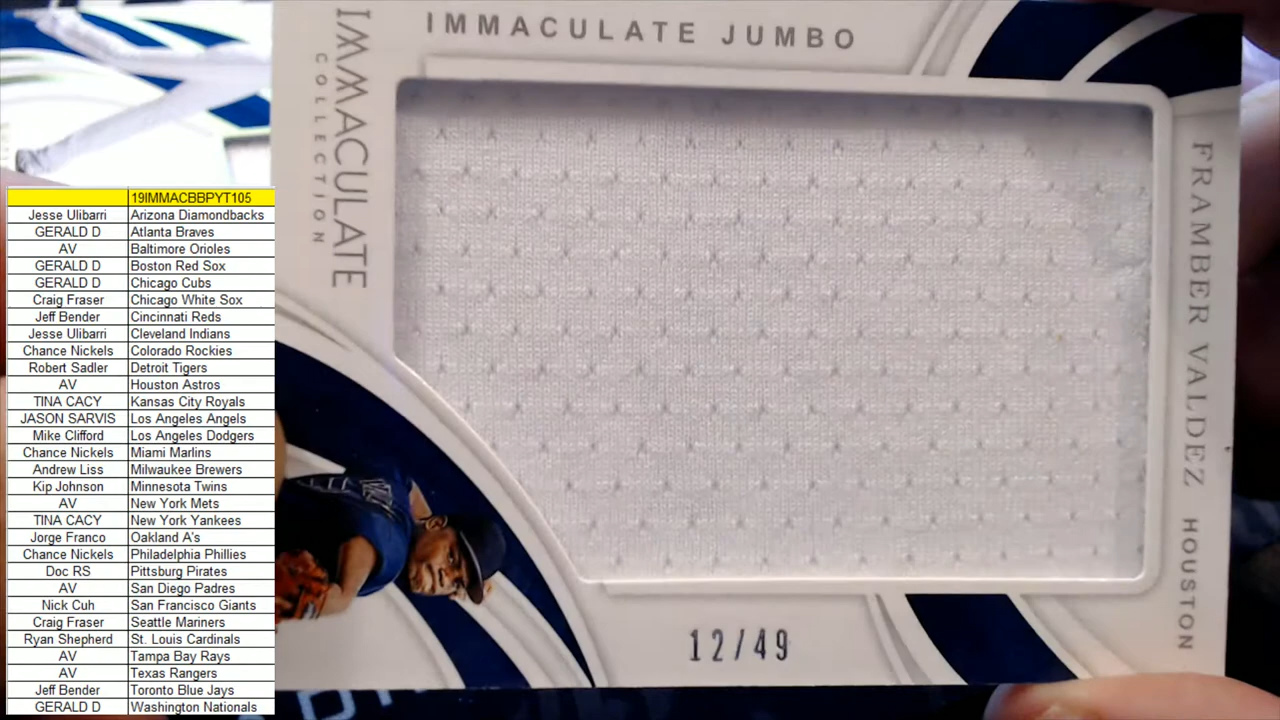 IMMACULATE JUMBO
IMMACULATE
COLLECTION
FRAMBER VALDEZ HOUSTON
12/49
19IMMACBBPYT105
Jesse Ulibarri Arizona Diamondbacks
GERALD D Atlanta Braves
AV Baltimore Orioles
GERALD D Boston Red Sox
GERALD D Chicago Cubs
Craig Fraser Chicago White Sox
Jeff Bender Cincinnati Reds
Jesse Ulibarri Cleveland Indians
Chance Nickels Colorado Rockies
Robert Sadler Detroit Tigers
AV Houston Astros
TINA CACY Kansas City Royals
JASON SARVIS Los Angeles Angels
Mike Clifford Los Angeles Dodgers
Chance Nickels Miami Marlins
Andrew Liss Milwaukee Brewers
Kip Johnson Minnesota Twins
AV New York Mets
TINA CACY New York Yankees
Jorge Franco Oakland A's
Chance Nickels Philadelphia Phillies
Doc RS Pittsburg Pirates
AV San Diego Padres
Nick Cuh San Francisco Giants
Craig Fraser Seattle Mariners
Ryan Shepherd St. Louis Cardinals
AV Tampa Bay Rays
AV Texas Rangers
Jeff Bender Toronto Blue Jays
GERALD D Washington Nationals